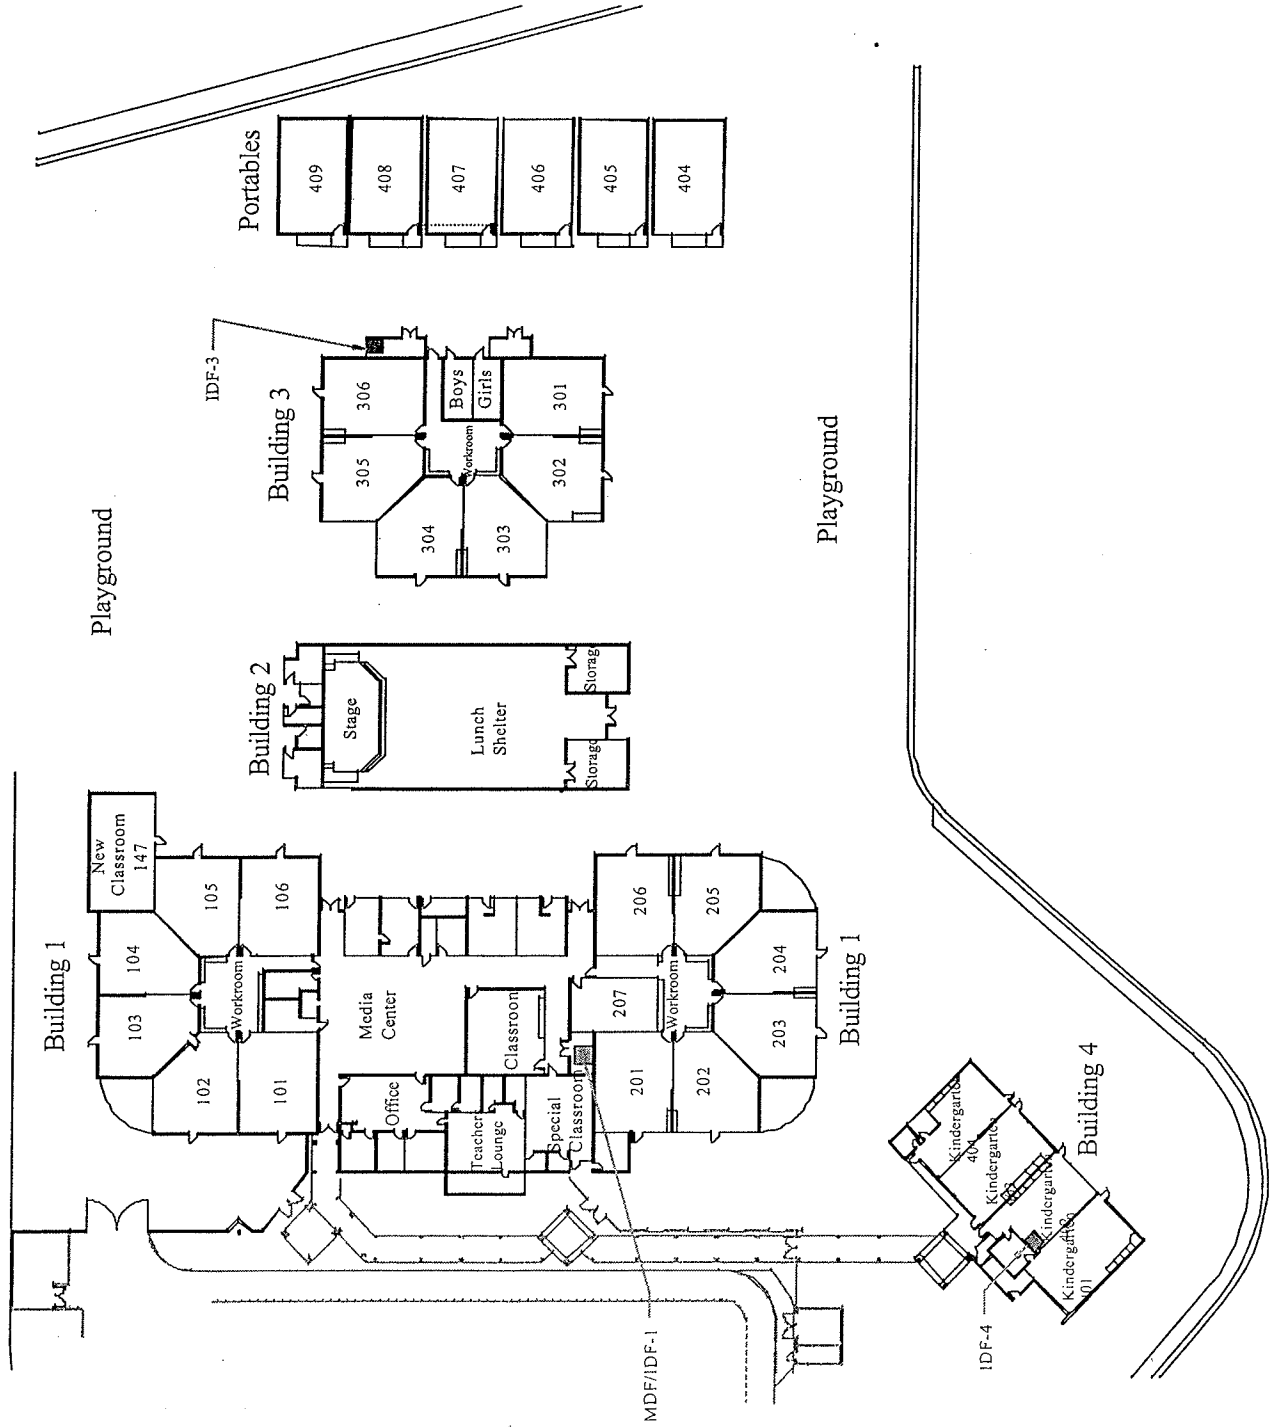 Portables
409
408
407
406
405
404
IDF-3
Building 3
306
305
304
303
302
301
Boys
Girls
Workroom
Playground
Playground
Building 2
Stage
Lunch
Shelter
Storage
Storage
Building 1
New
Classroom
147
105
106
104
103
102
101
Workroom
Media
Center
Classroom
Office
Teacher
Lounge
Special
Classroom
206
205
204
203
202
201
207
Workroom
Building 1
MDF/IDF-1
Building 4
Kindergarten
404
Kindergarten
Kindergarten
Kindergarten
IDF-4